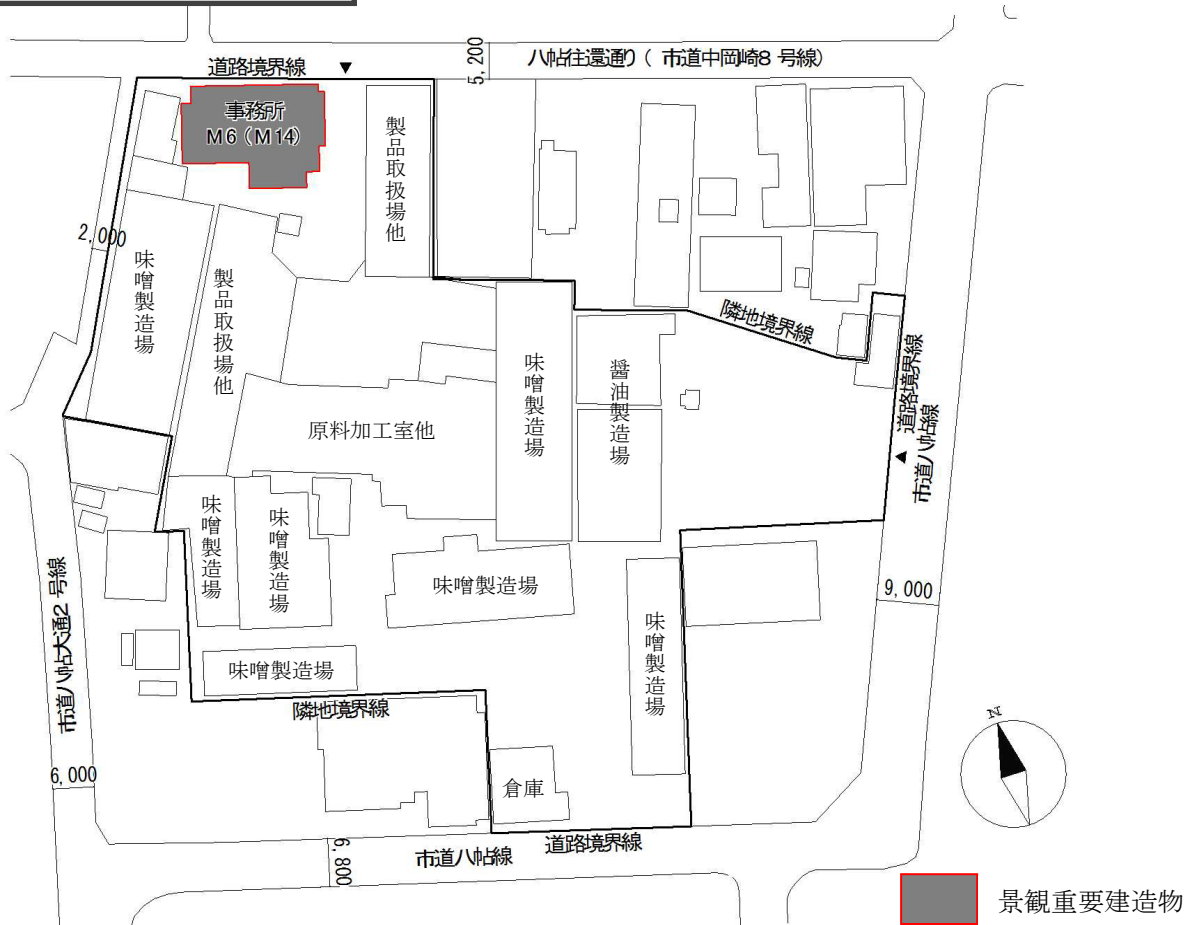 道路境界線 ▼
5,200
八帖往還通り( 市道中岡崎8 号線)
事務所
M6(M14)
製品取扱場他
2,000
味噌製造場
製品取扱場他
隣地境界線
味噌製造場
醤油製造場
道路境界線
▲
市道八帖線
原料加工室他
味噌製造場
味噌製造場
味噌製造場
市道八帖大通2 号線
味噌製造場
9,000
味噌製造場
隣地境界線
N
6,000
倉庫
6,800
市道八帖線
道路境界線
景観重要建造物